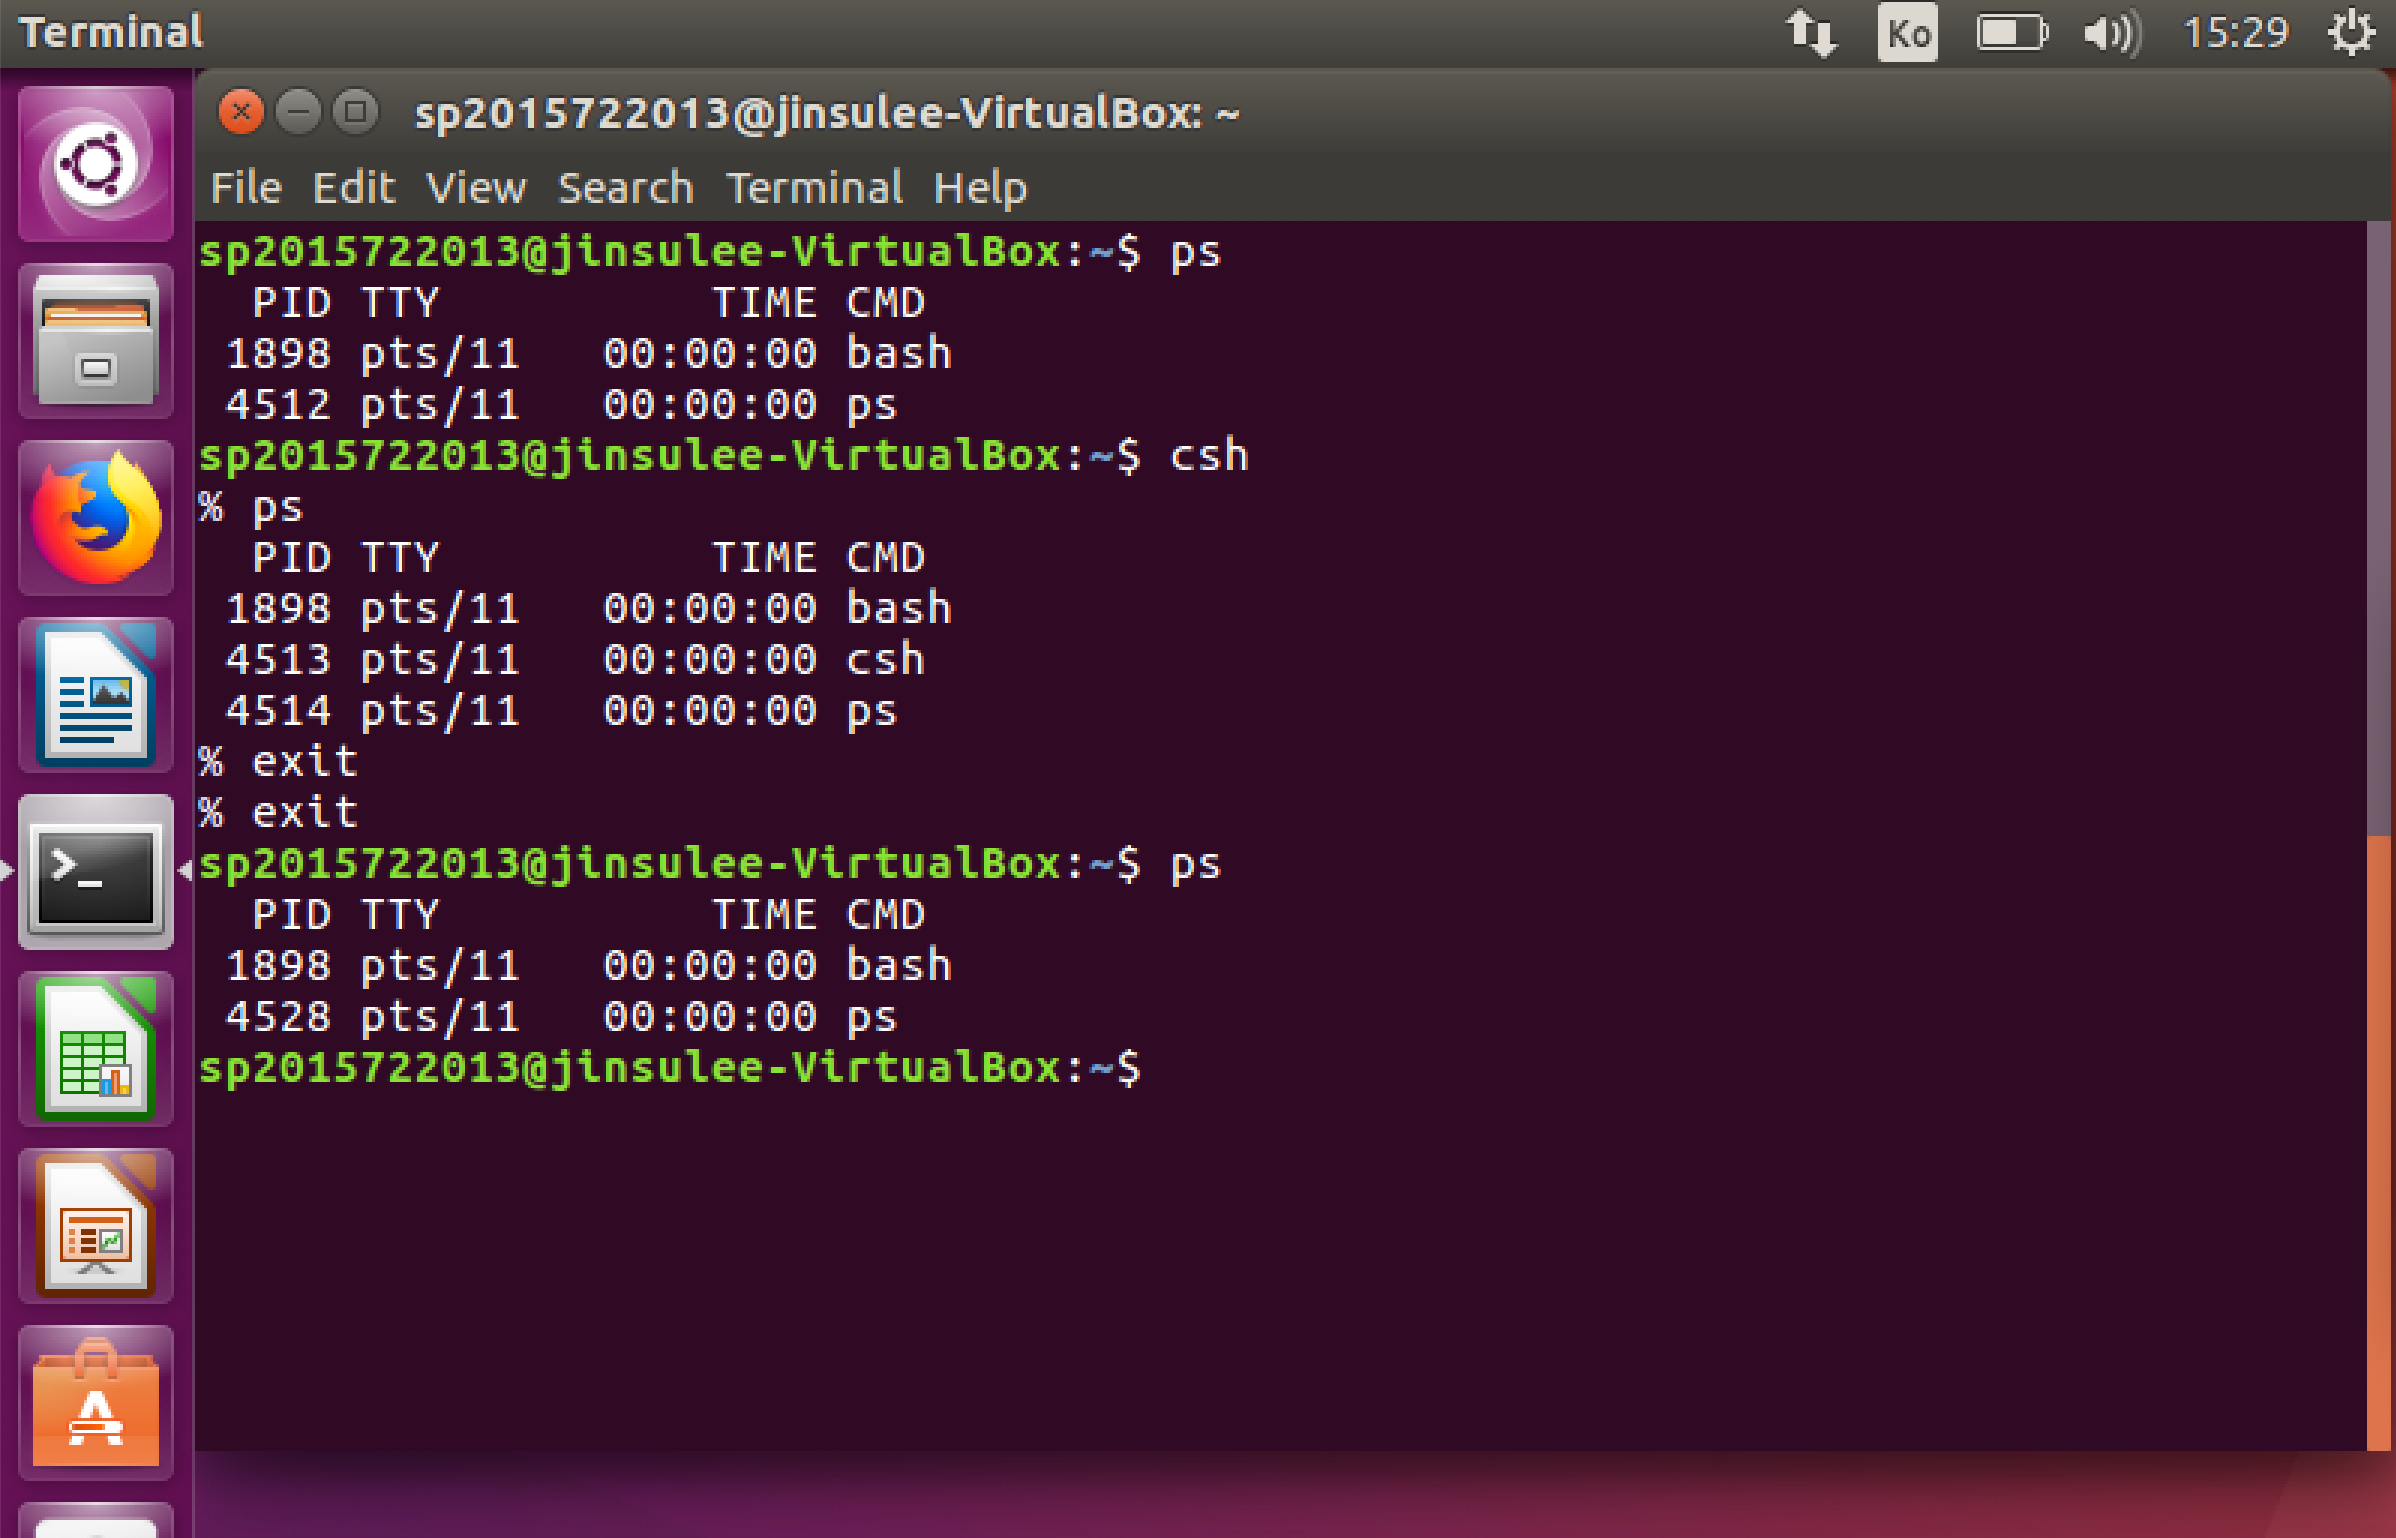 Terminal
Ko
15:29
sp2015722013@jinsulee-VirtualBox: ~
File Edit View Search Terminal Help
sp2015722013@jinsulee-VirtualBox:~$ ps
  PID TTY          TIME CMD
 1898 pts/11   00:00:00 bash
 4512 pts/11   00:00:00 ps
sp2015722013@jinsulee-VirtualBox:~$ csh
% ps
  PID TTY          TIME CMD
 1898 pts/11   00:00:00 bash
 4513 pts/11   00:00:00 csh
 4514 pts/11   00:00:00 ps
% exit
% exit
sp2015722013@jinsulee-VirtualBox:~$ ps
  PID TTY          TIME CMD
 1898 pts/11   00:00:00 bash
 4528 pts/11   00:00:00 ps
sp2015722013@jinsulee-VirtualBox:~$